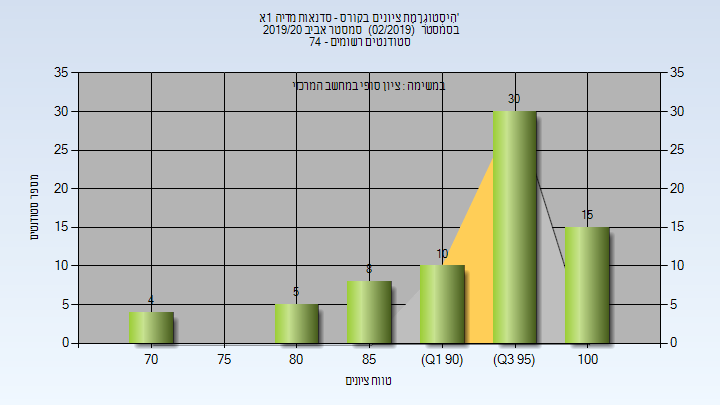 היסטוגרמת ציונים בקורס - סדנאות מדיה 1א'
בסמסטר (02/2019) סמסטר אביב 2019/20
סטודנטים רשומים - 74
במשימה : ציון סופי במחשב המרכזי
35 35
30 30
25 25
20 20
15 15
10 10
5 5
0 0
4 5 8 10 30 15
מספר סטודנטים
70 75 80 85 (Q1 90) (Q3 95) 100
טווח ציונים